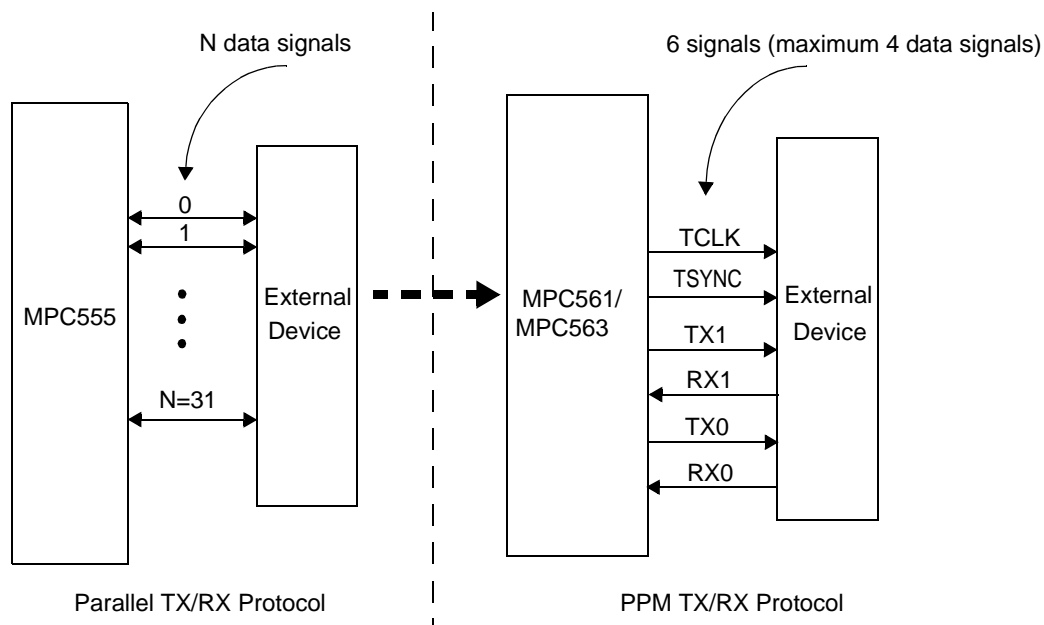 N data signals
0
1
MPC555
External
Device
N=31
Parallel TX/RX Protocol
6 signals (maximum 4 data signals)
MPC561/
MPC563
TCLK
TSYNC
TX1
RX1
TX0
RX0
External
Device
PPM TX/RX Protocol